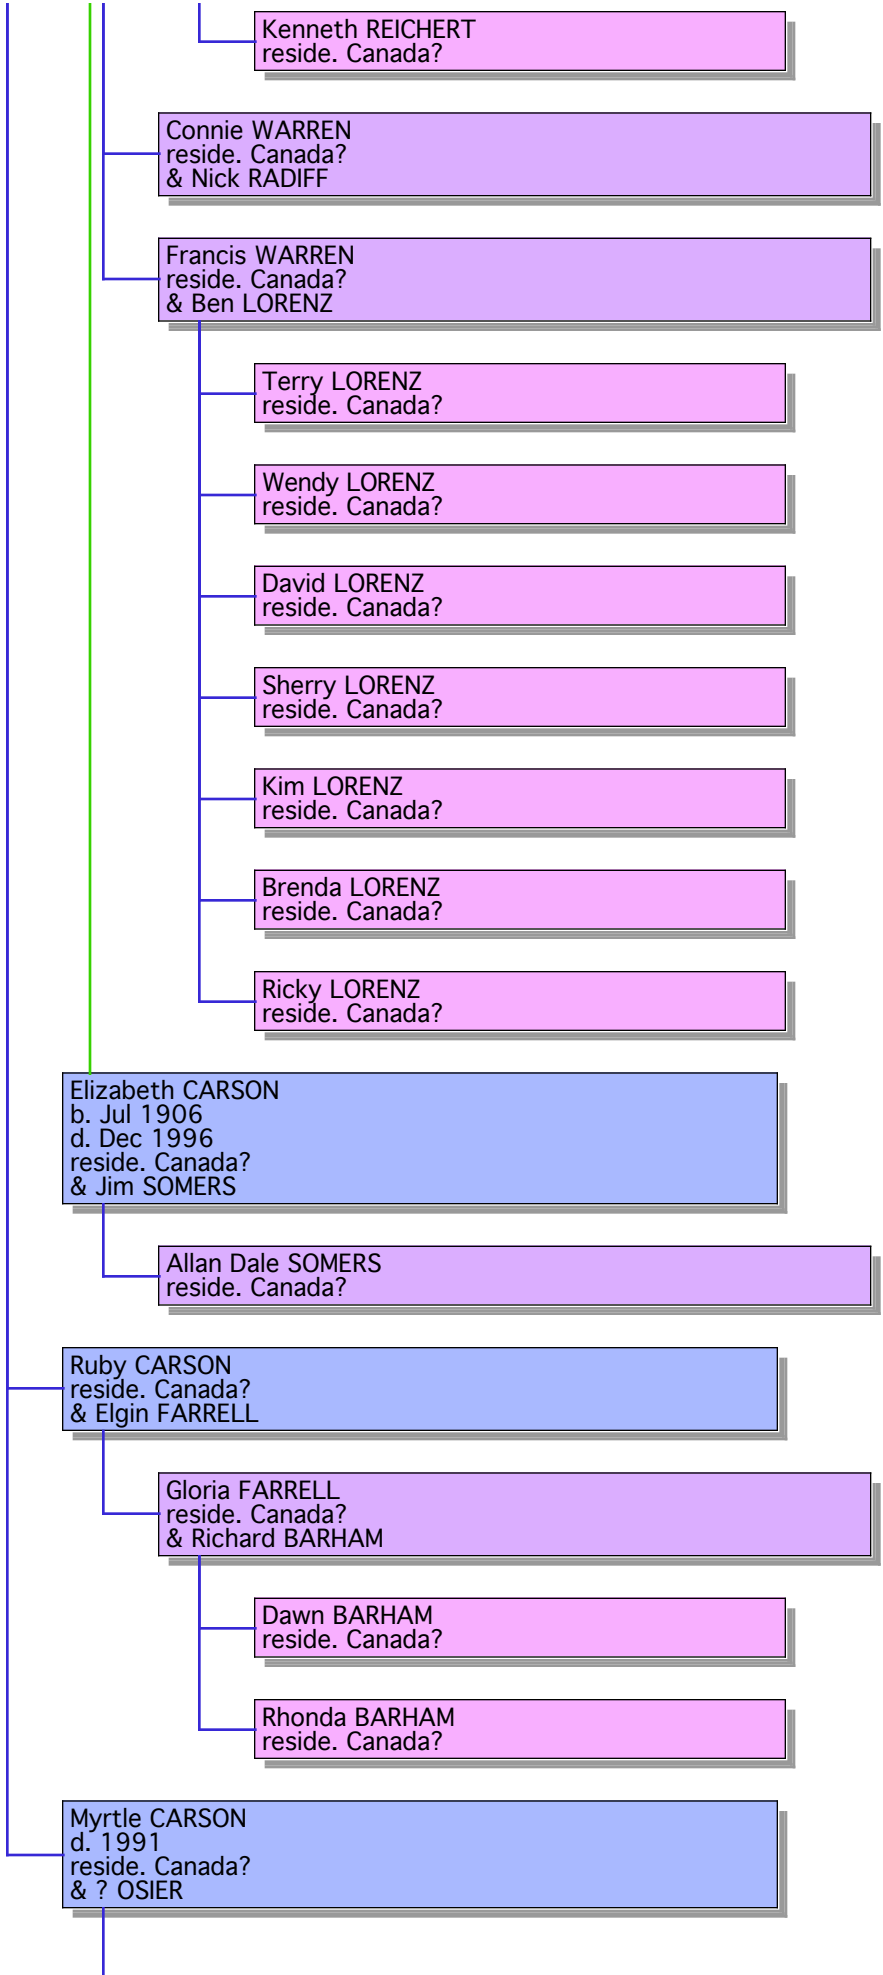 Kenneth REICHERT
reside. Canada?
Connie WARREN
reside. Canada?
& Nick RADIFF
Francis WARREN
reside. Canada?
& Ben LORENZ
Terry LORENZ
reside. Canada?
Wendy LORENZ
reside. Canada?
David LORENZ
reside. Canada?
Sherry LORENZ
reside. Canada?
Kim LORENZ
reside. Canada?
Brenda LORENZ
reside. Canada?
Ricky LORENZ
reside. Canada?
Elizabeth CARSON
b. Jul 1906
d. Dec 1996
reside. Canada?
& Jim SOMERS
Allan Dale SOMERS
reside. Canada?
Ruby CARSON
reside. Canada?
& Elgin FARRELL
Gloria FARRELL
reside. Canada?
& Richard BARHAM
Dawn BARHAM
reside. Canada?
Rhonda BARHAM
reside. Canada?
Myrtle CARSON
d. 1991
reside. Canada?
& ? OSIER